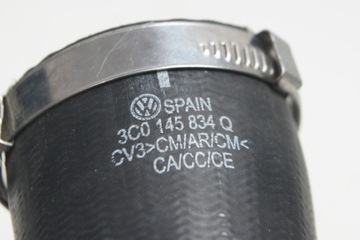 SPAIN
3C0 145 834 Q
CV3>CM/AR/CM<
CA/CC/CE